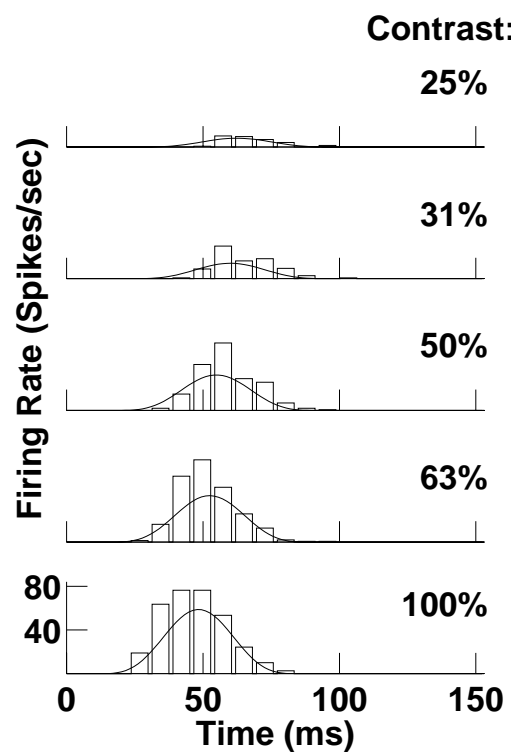 Contrast:
25%
31%
50%
63%
100%
Firing Rate (Spikes/sec)
80
40
0 50 100 150
Time (ms)